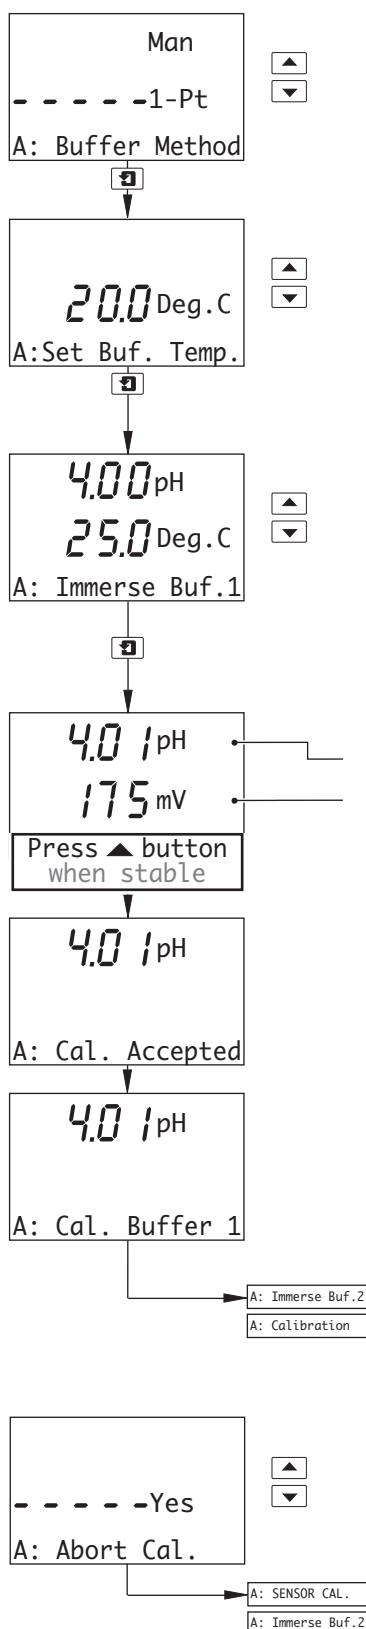 Man
- - - - -1-Pt
A: Buffer Method
20.0 Deg.C
A:Set Buf. Temp.
4.00 pH
25.0 Deg.C
A: Immerse Buf.1
4.01 pH
175 mV
Press ▲ button
when stable
4.01 pH
A: Cal. Accepted
4.01 pH
A: Cal. Buffer 1
A: Immerse Buf.2
A: Calibration
- - - - -Yes
A: Abort Cal.
A: SENSOR CAL.
A: Immerse Buf.2